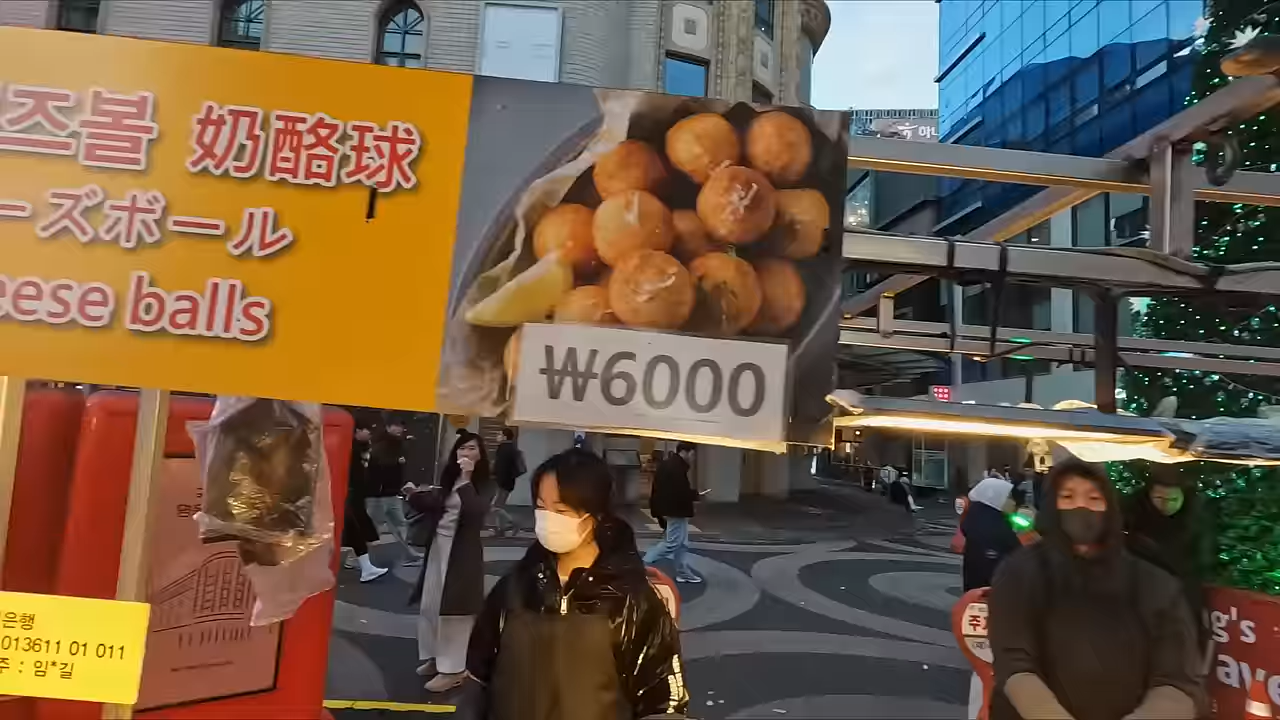 즈볼 奶酪球
ーズボール
eese balls
₩6000
은행
013611 01 011
주 : 임*길
g's